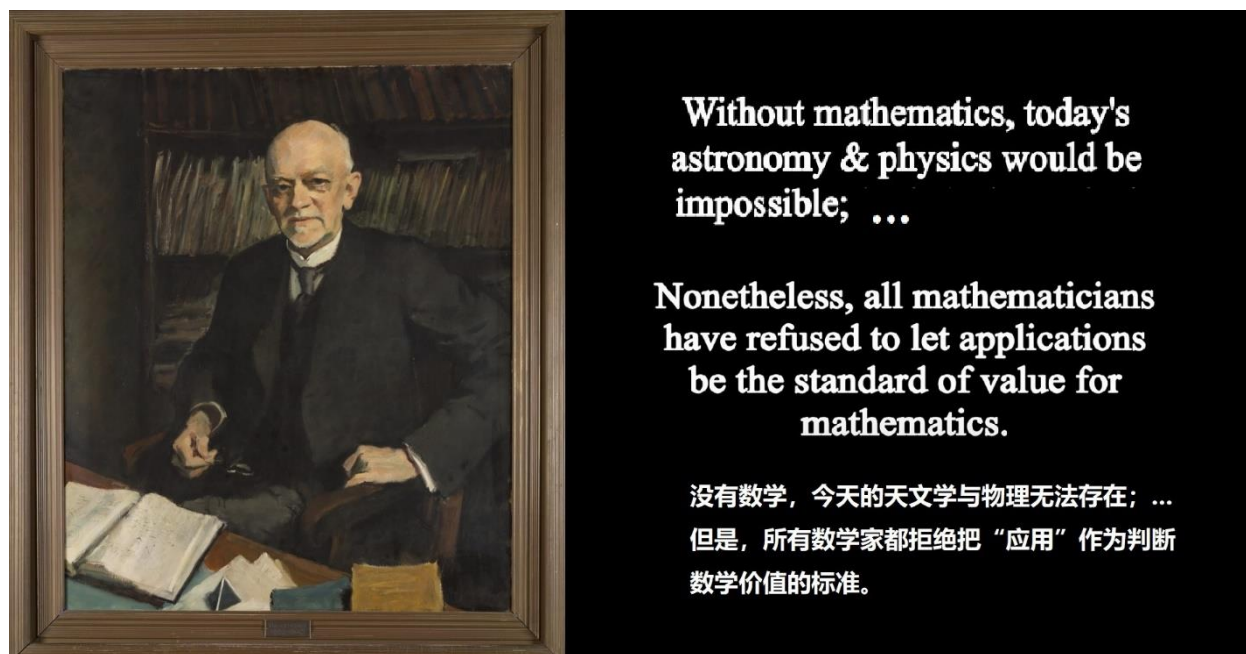 Without mathematics, today's
astronomy & physics would be
impossible; ...
Nonetheless, all mathematicians
have refused to let applications
be the standard of value for
mathematics.
没有数学，今天的天文学与物理无法存在；...
但是，所有数学家都拒绝把“应用”作为判断
数学价值的标准。